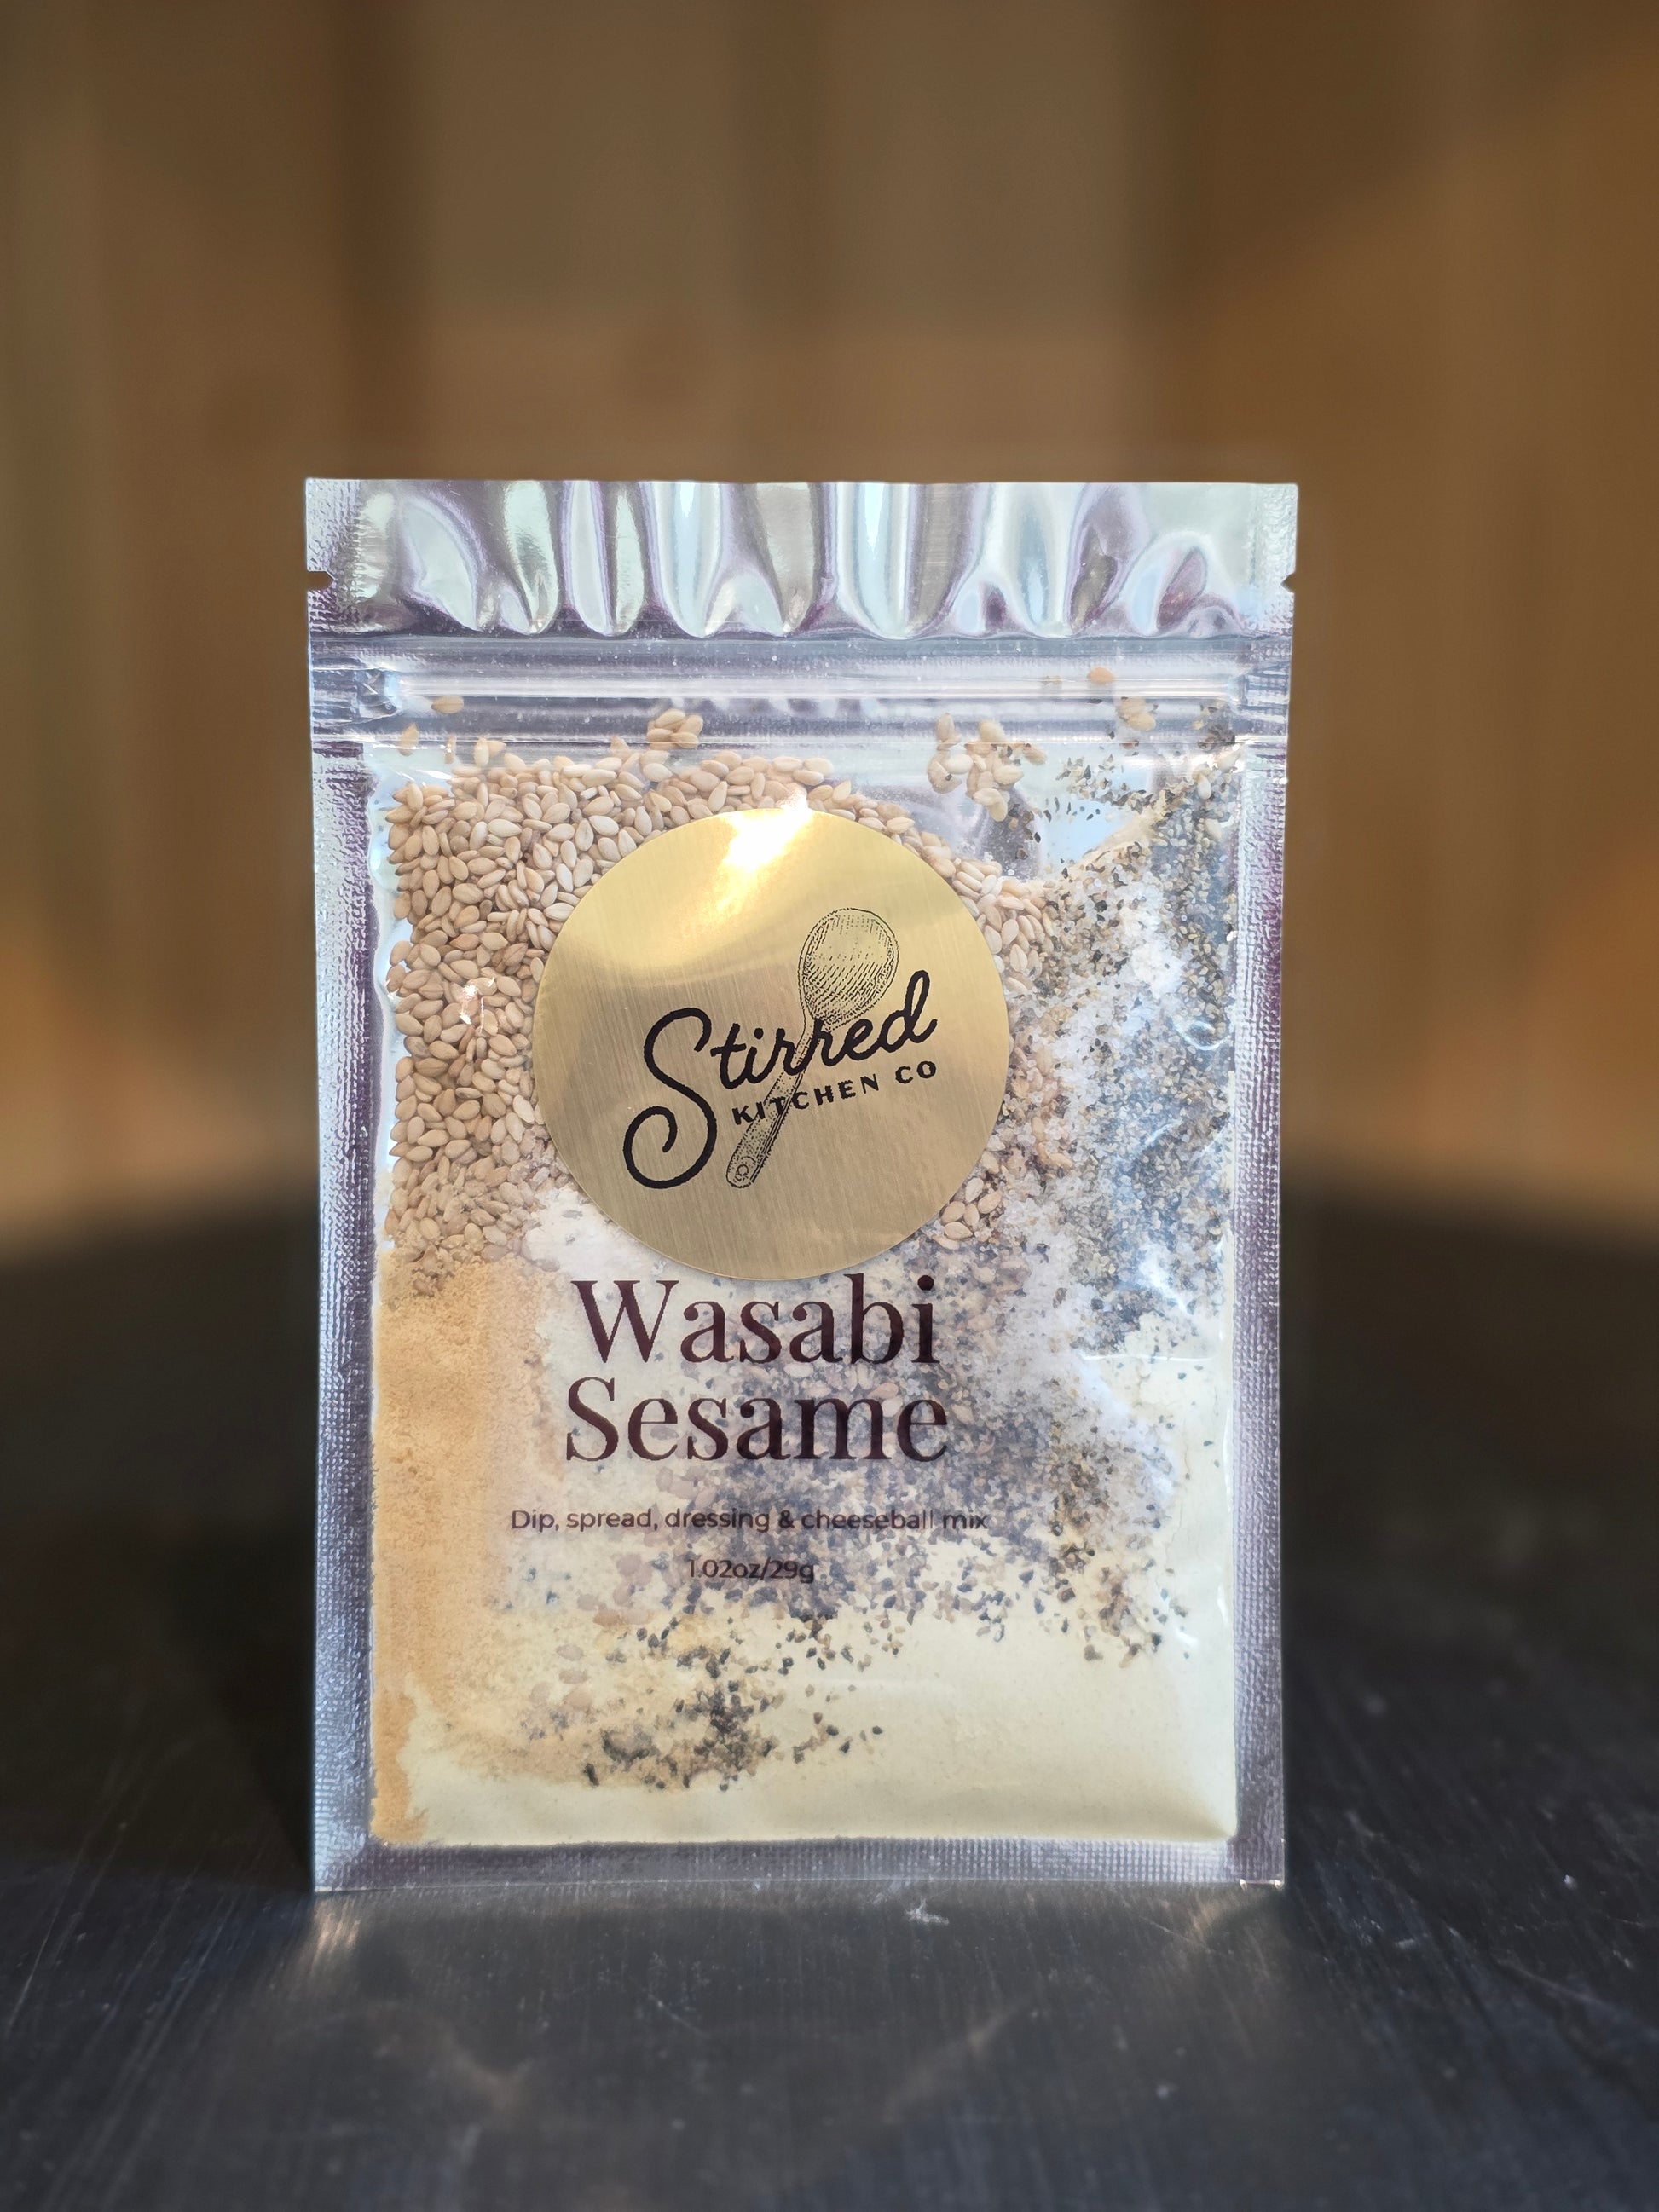 Stirred
KITCHEN CO
Wasabi
Sesame
Dip, spread, dressing & cheeseball mix
1.02oz/29g